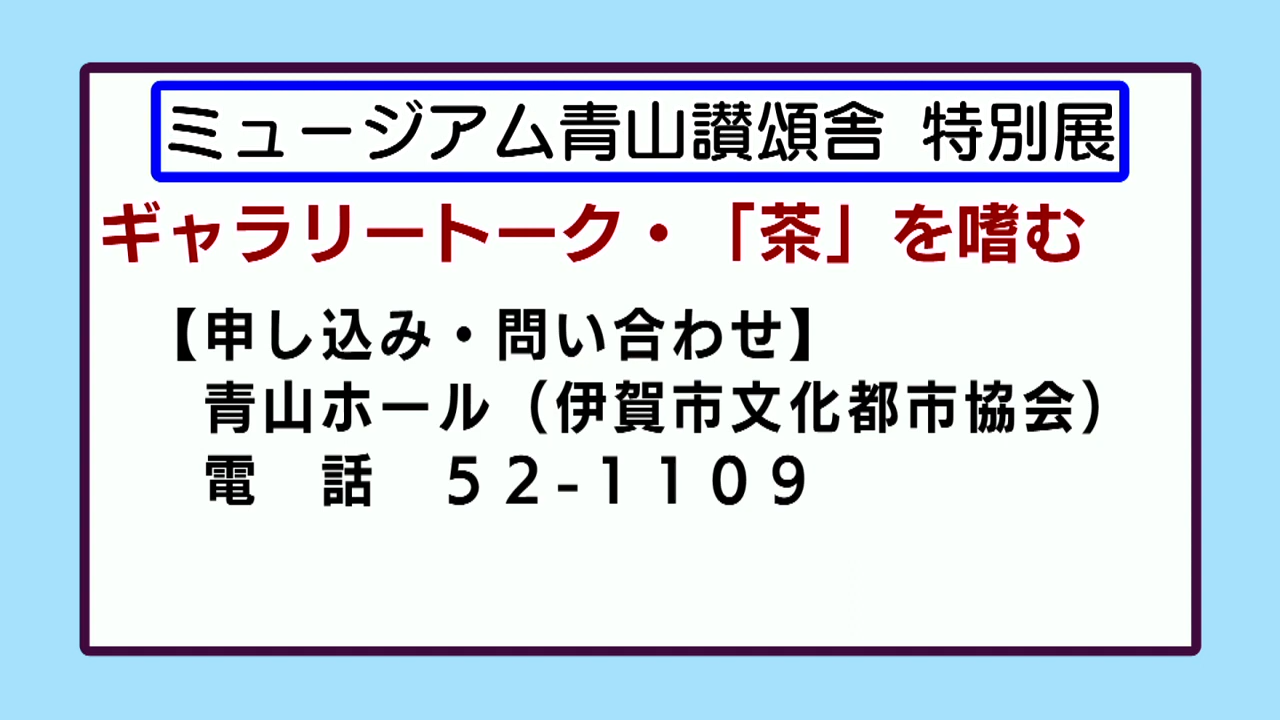 ミュージアム青山讃頌舎 特別展
ギャラリートーク・「茶」を嗜む
【申し込み・問い合わせ】
青山ホール（伊賀市文化都市協会）
電　話　５２-１１０９